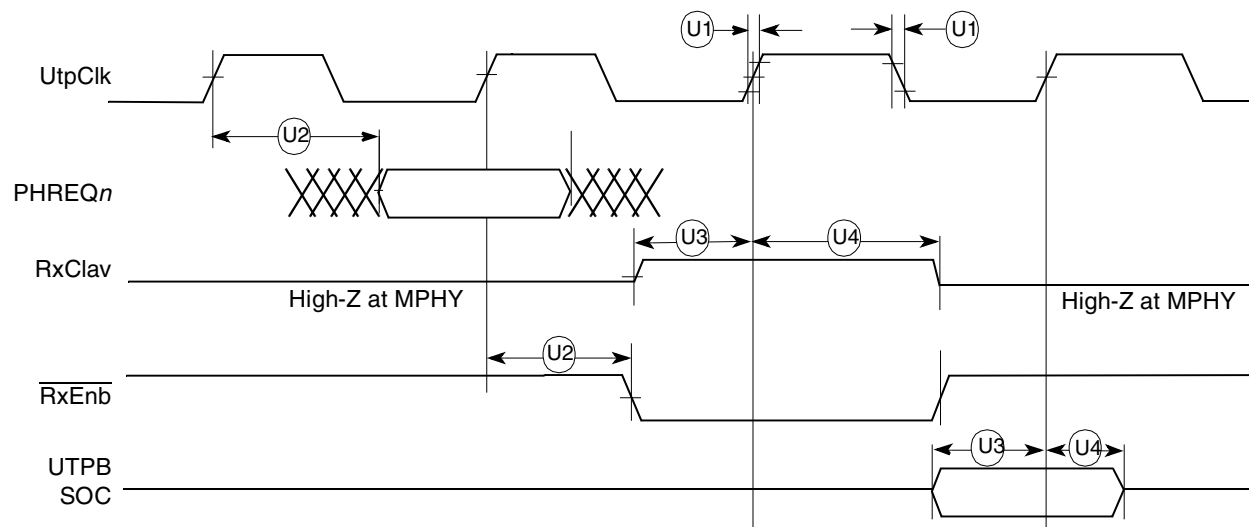 U1
U1
UtpClk
U2
PHREQn
U3
U4
RxClav
High-Z at MPHY
High-Z at MPHY
U2
RxEnb
U3
U4
UTPB
SOC